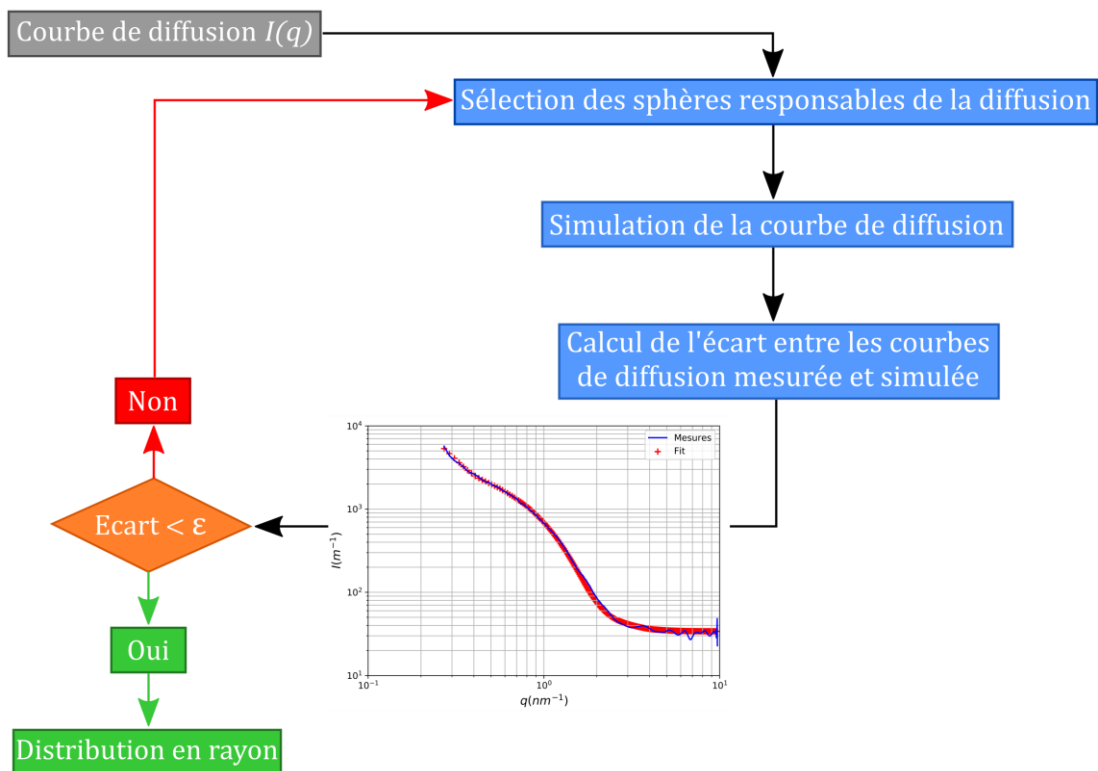 Courbe de diffusion I(q)
Sélection des sphères responsables de la diffusion
Simulation de la courbe de diffusion
Calcul de l'écart entre les courbes
de diffusion mesurée et simulée
Non
Ecart < ε
Oui
Distribution en rayon
Mesures
Fit
10⁴
10³
10²
10¹
I(m⁻¹)
10⁻¹
10⁰
10¹
q(nm⁻¹)